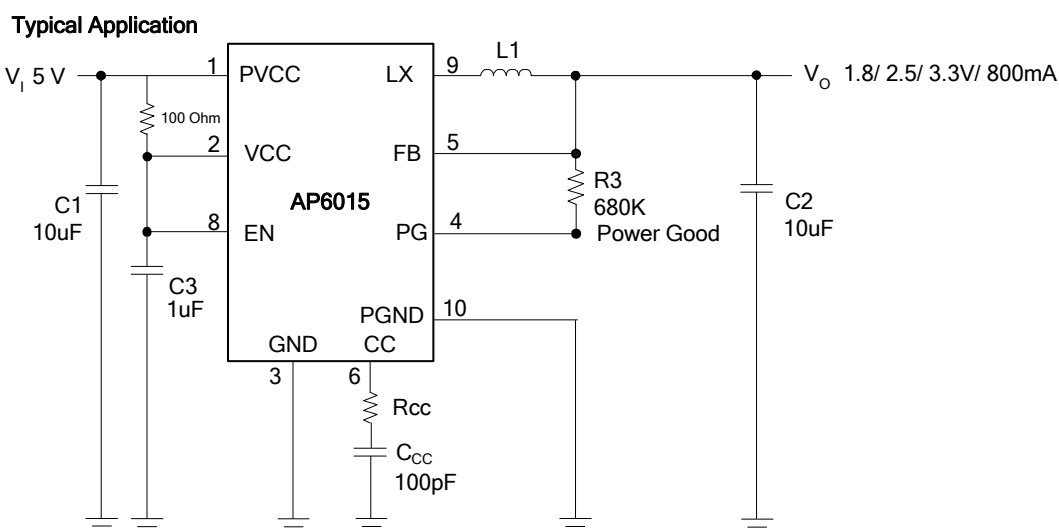 Typical Application
V_I 5 V
1
PVCC
LX
9
L1
V_O 1.8/ 2.5/ 3.3V/ 800mA
100 Ohm
2
VCC
FB
5
R3
680K
Power Good
C1
10uF
AP6015
C2
10uF
8
EN
PG
4
C3
1uF
PGND
10
GND
CC
3
6
Rcc
C_CC
100pF